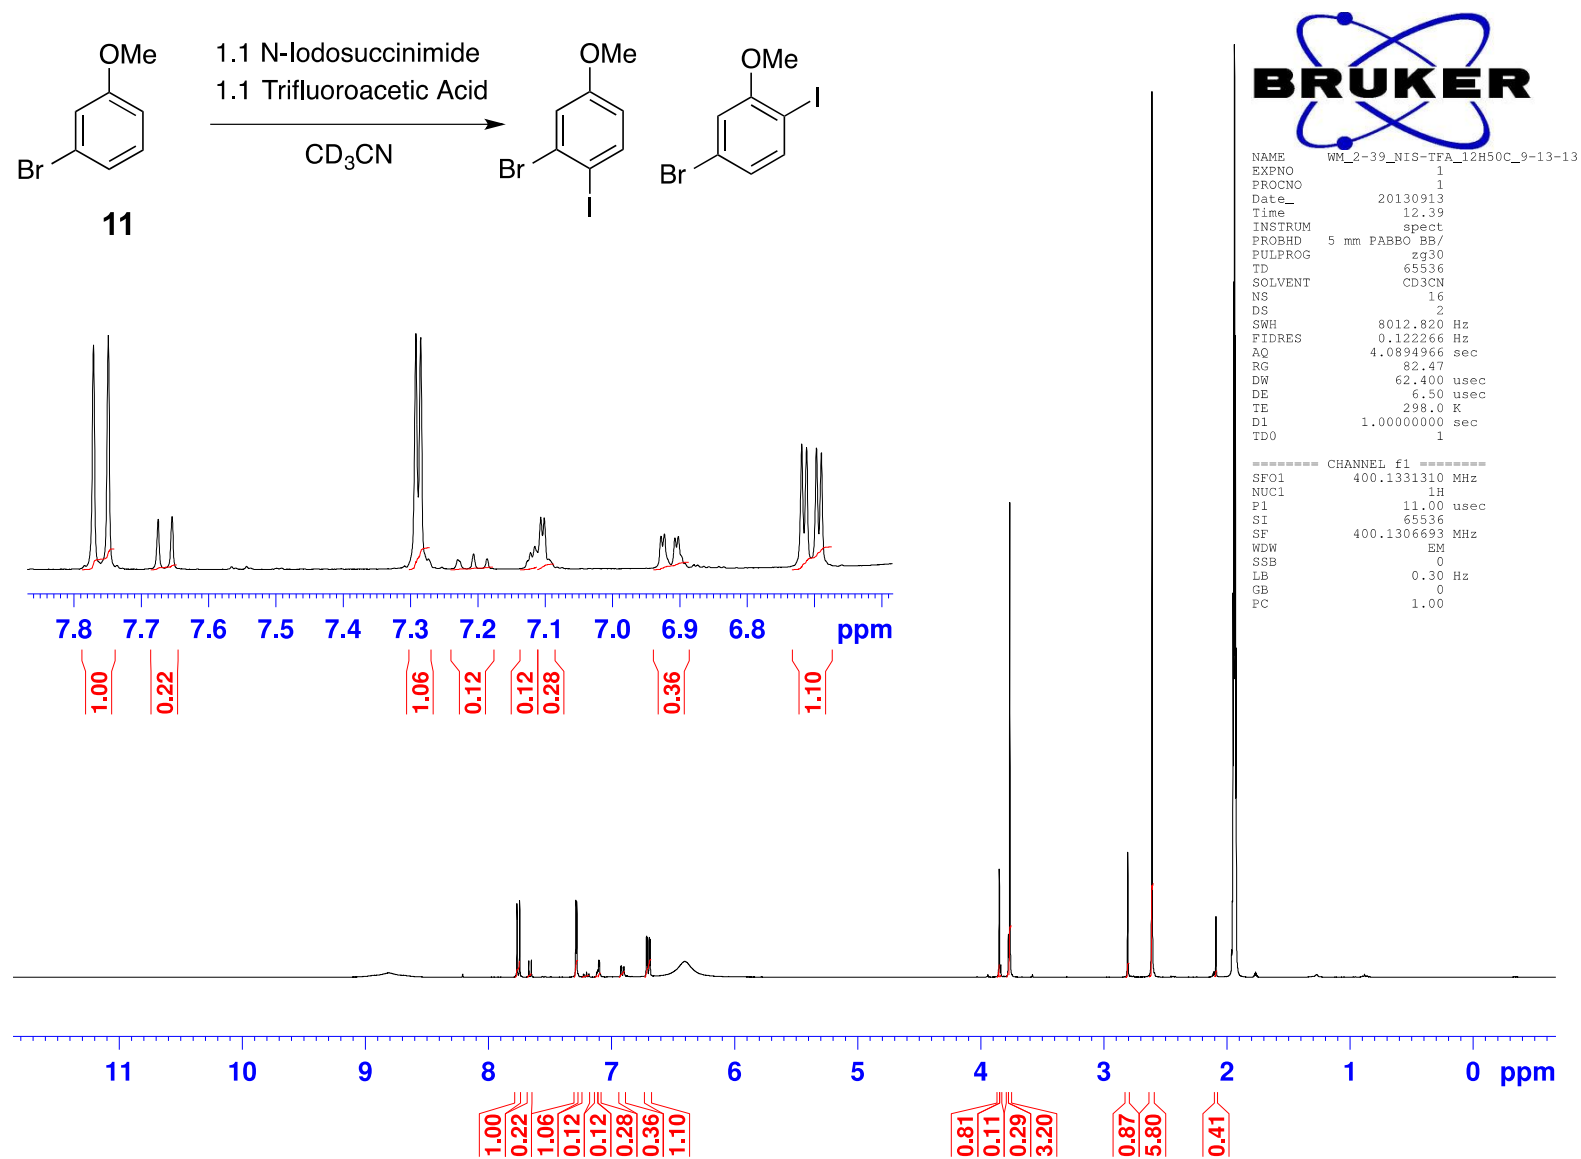 OMe
1.1 N-Iodosuccinimide
1.1 Trifluoroacetic Acid
CD3CN
Br
11
OMe
Br
I
OMe
I
Br
BRUKER
NAME WM_2-39_NIS-TFA_12H50C_9-13-13
EXPNO 1
PROCNO 1
Date_ 20130913
Time 12.39
INSTRUM spect
PROBHD 5 mm PABBO BB/
PULPROG zg30
TD 65536
SOLVENT CD3CN
NS 16
DS 2
SWH 8012.820 Hz
FIDRES 0.122266 Hz
AQ 4.0894966 sec
RG 82.47
DW 62.400 usec
DE 6.50 usec
TE 298.0 K
D1 1.00000000 sec
TD0 1
======== CHANNEL f1 ========
SFO1 400.1331310 MHz
NUC1 1H
P1 11.00 usec
SI 65536
SF 400.1306693 MHz
WDW EM
SSB 0
LB 0.30 Hz
GB 0
PC 1.00
7.8 7.7 7.6 7.5 7.4 7.3 7.2 7.1 7.0 6.9 6.8 ppm
1.00 0.22 1.06 0.12 0.12 0.28 0.36 1.10
11 10 9 8 7 6 5 4 3 2 1 0 ppm
1.00 0.22 1.06 0.12 0.12 0.28 0.36 1.10 0.81 0.11 0.29 3.20 0.87 5.80 0.41